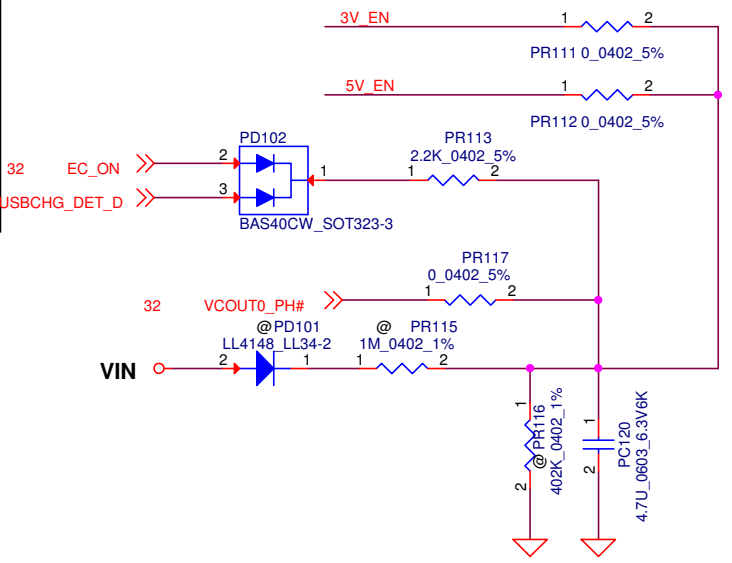 3V_EN
1
2
PR111 0_0402_5%
5V_EN
1
2
PR112 0_0402_5%
PD102
PR113
2.2K_0402_5%
32
EC_ON
2
1
1
2
USBCHG_DET_D
3
BAS40CW_SOT323-3
PR117
0_0402_5%
32
VCOUT0_PH#
1
2
@ PD101
LL4148_LL34-2
@ PR115
1M_0402_1%
VIN
2
1
1
2
1
@ PR116
402K_0402_1%
2
1
PC120
4.7U_0603_6.3V6K
2